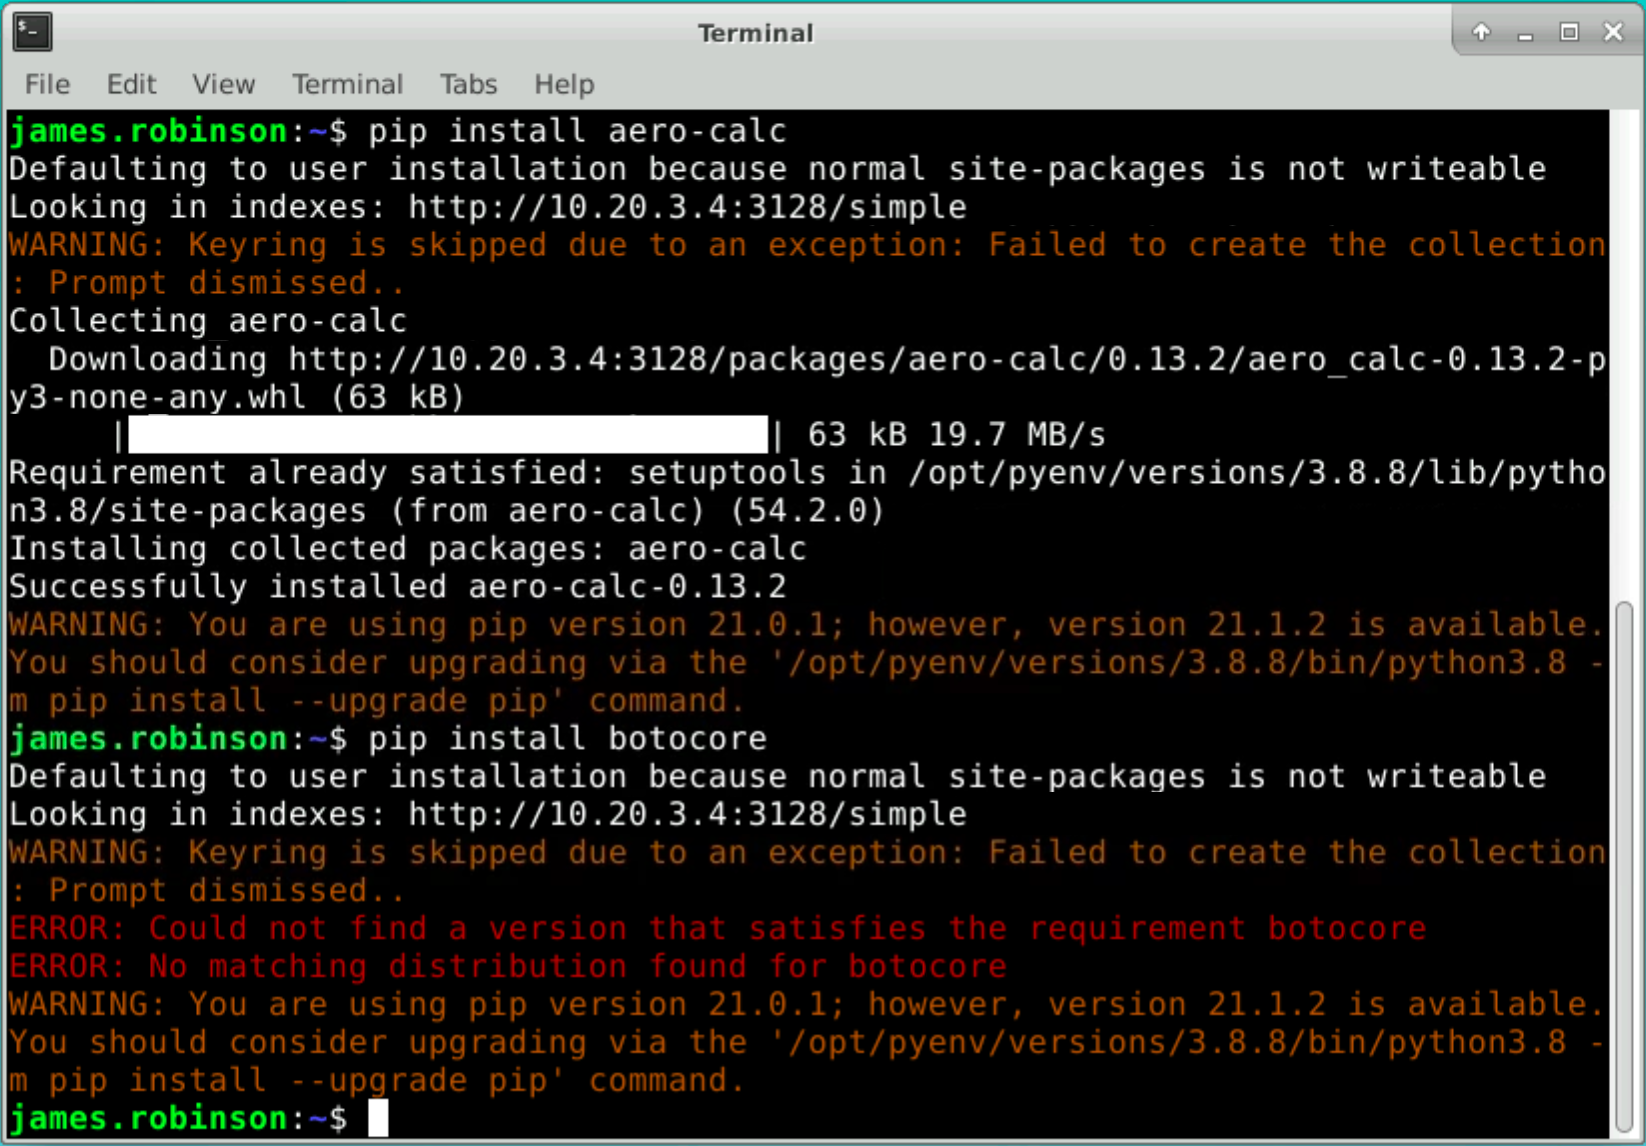 Terminal
File Edit View Terminal Tabs Help
james.robinson:~$ pip install aero-calc
Defaulting to user installation because normal site-packages is not writeable
Looking in indexes: http://10.20.3.4:3128/simple
WARNING: Keyring is skipped due to an exception: Failed to create the collection
: Prompt dismissed..
Collecting aero-calc
  Downloading http://10.20.3.4:3128/packages/aero-calc/0.13.2/aero_calc-0.13.2-p
y3-none-any.whl (63 kB)
| | 63 kB 19.7 MB/s
Requirement already satisfied: setuptools in /opt/pyenv/versions/3.8.8/lib/pytho
n3.8/site-packages (from aero-calc) (54.2.0)
Installing collected packages: aero-calc
Successfully installed aero-calc-0.13.2
WARNING: You are using pip version 21.0.1; however, version 21.1.2 is available.
You should consider upgrading via the '/opt/pyenv/versions/3.8.8/bin/python3.8 -
m pip install --upgrade pip' command.
james.robinson:~$ pip install botocore
Defaulting to user installation because normal site-packages is not writeable
Looking in indexes: http://10.20.3.4:3128/simple
WARNING: Keyring is skipped due to an exception: Failed to create the collection
: Prompt dismissed..
ERROR: Could not find a version that satisfies the requirement botocore
ERROR: No matching distribution found for botocore
WARNING: You are using pip version 21.0.1; however, version 21.1.2 is available.
You should consider upgrading via the '/opt/pyenv/versions/3.8.8/bin/python3.8 -
m pip install --upgrade pip' command.
james.robinson:~$